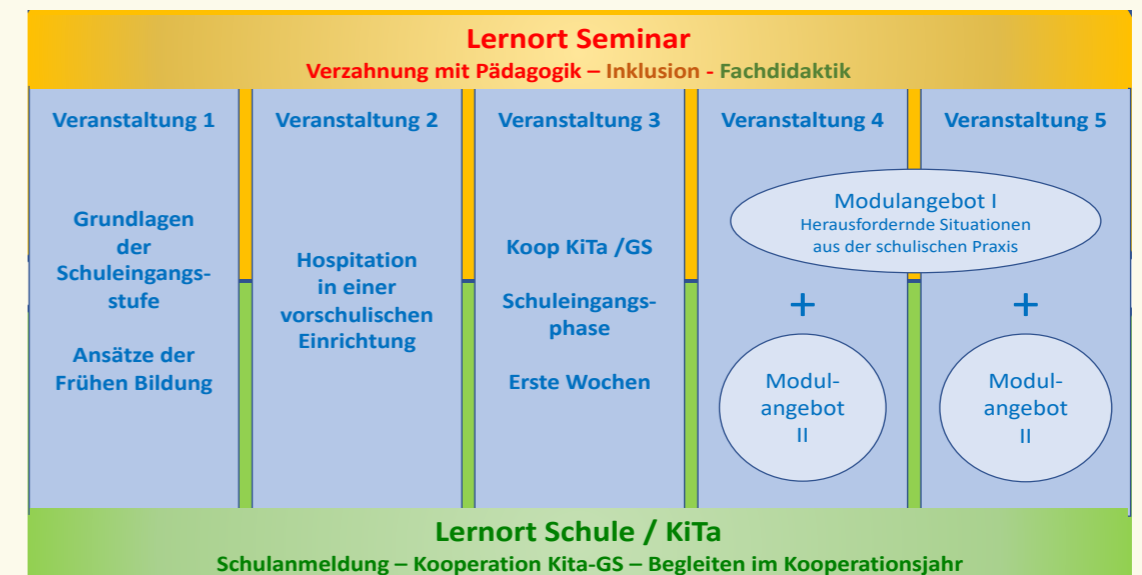 Lernort Seminar
Verzahnung mit Pädagogik – Inklusion - Fachdidaktik
Veranstaltung 1
Grundlagen
der
Schuleingangs-
stufe
Ansätze der
Frühen Bildung
Veranstaltung 2
Hospitation
in einer
vorschulischen
Einrichtung
Veranstaltung 3
Koop KiTa /GS
Schuleingangs-
phase
Erste Wochen
Veranstaltung 4
Veranstaltung 5
Modulangebot I
Herausfordernde Situationen
aus der schulischen Praxis
+
+
Modul-
angebot
II
Modul-
angebot
II
Lernort Schule / KiTa
Schulanmeldung – Kooperation Kita-GS – Begleiten im Kooperationsjahr